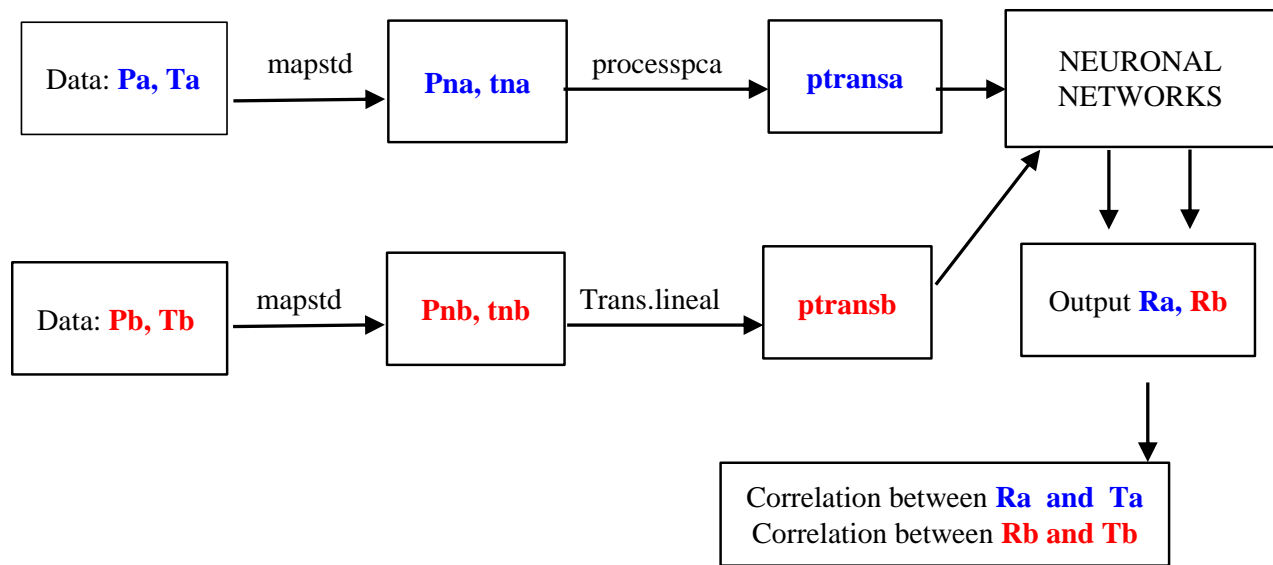 Data: Pa, Ta
mapstd
Pna, tna
processpca
ptransa
NEURONAL
NETWORKS
Data: Pb, Tb
mapstd
Pnb, tnb
Trans.lineal
ptransb
Output Ra, Rb
Correlation between Ra and Ta
Correlation between Rb and Tb